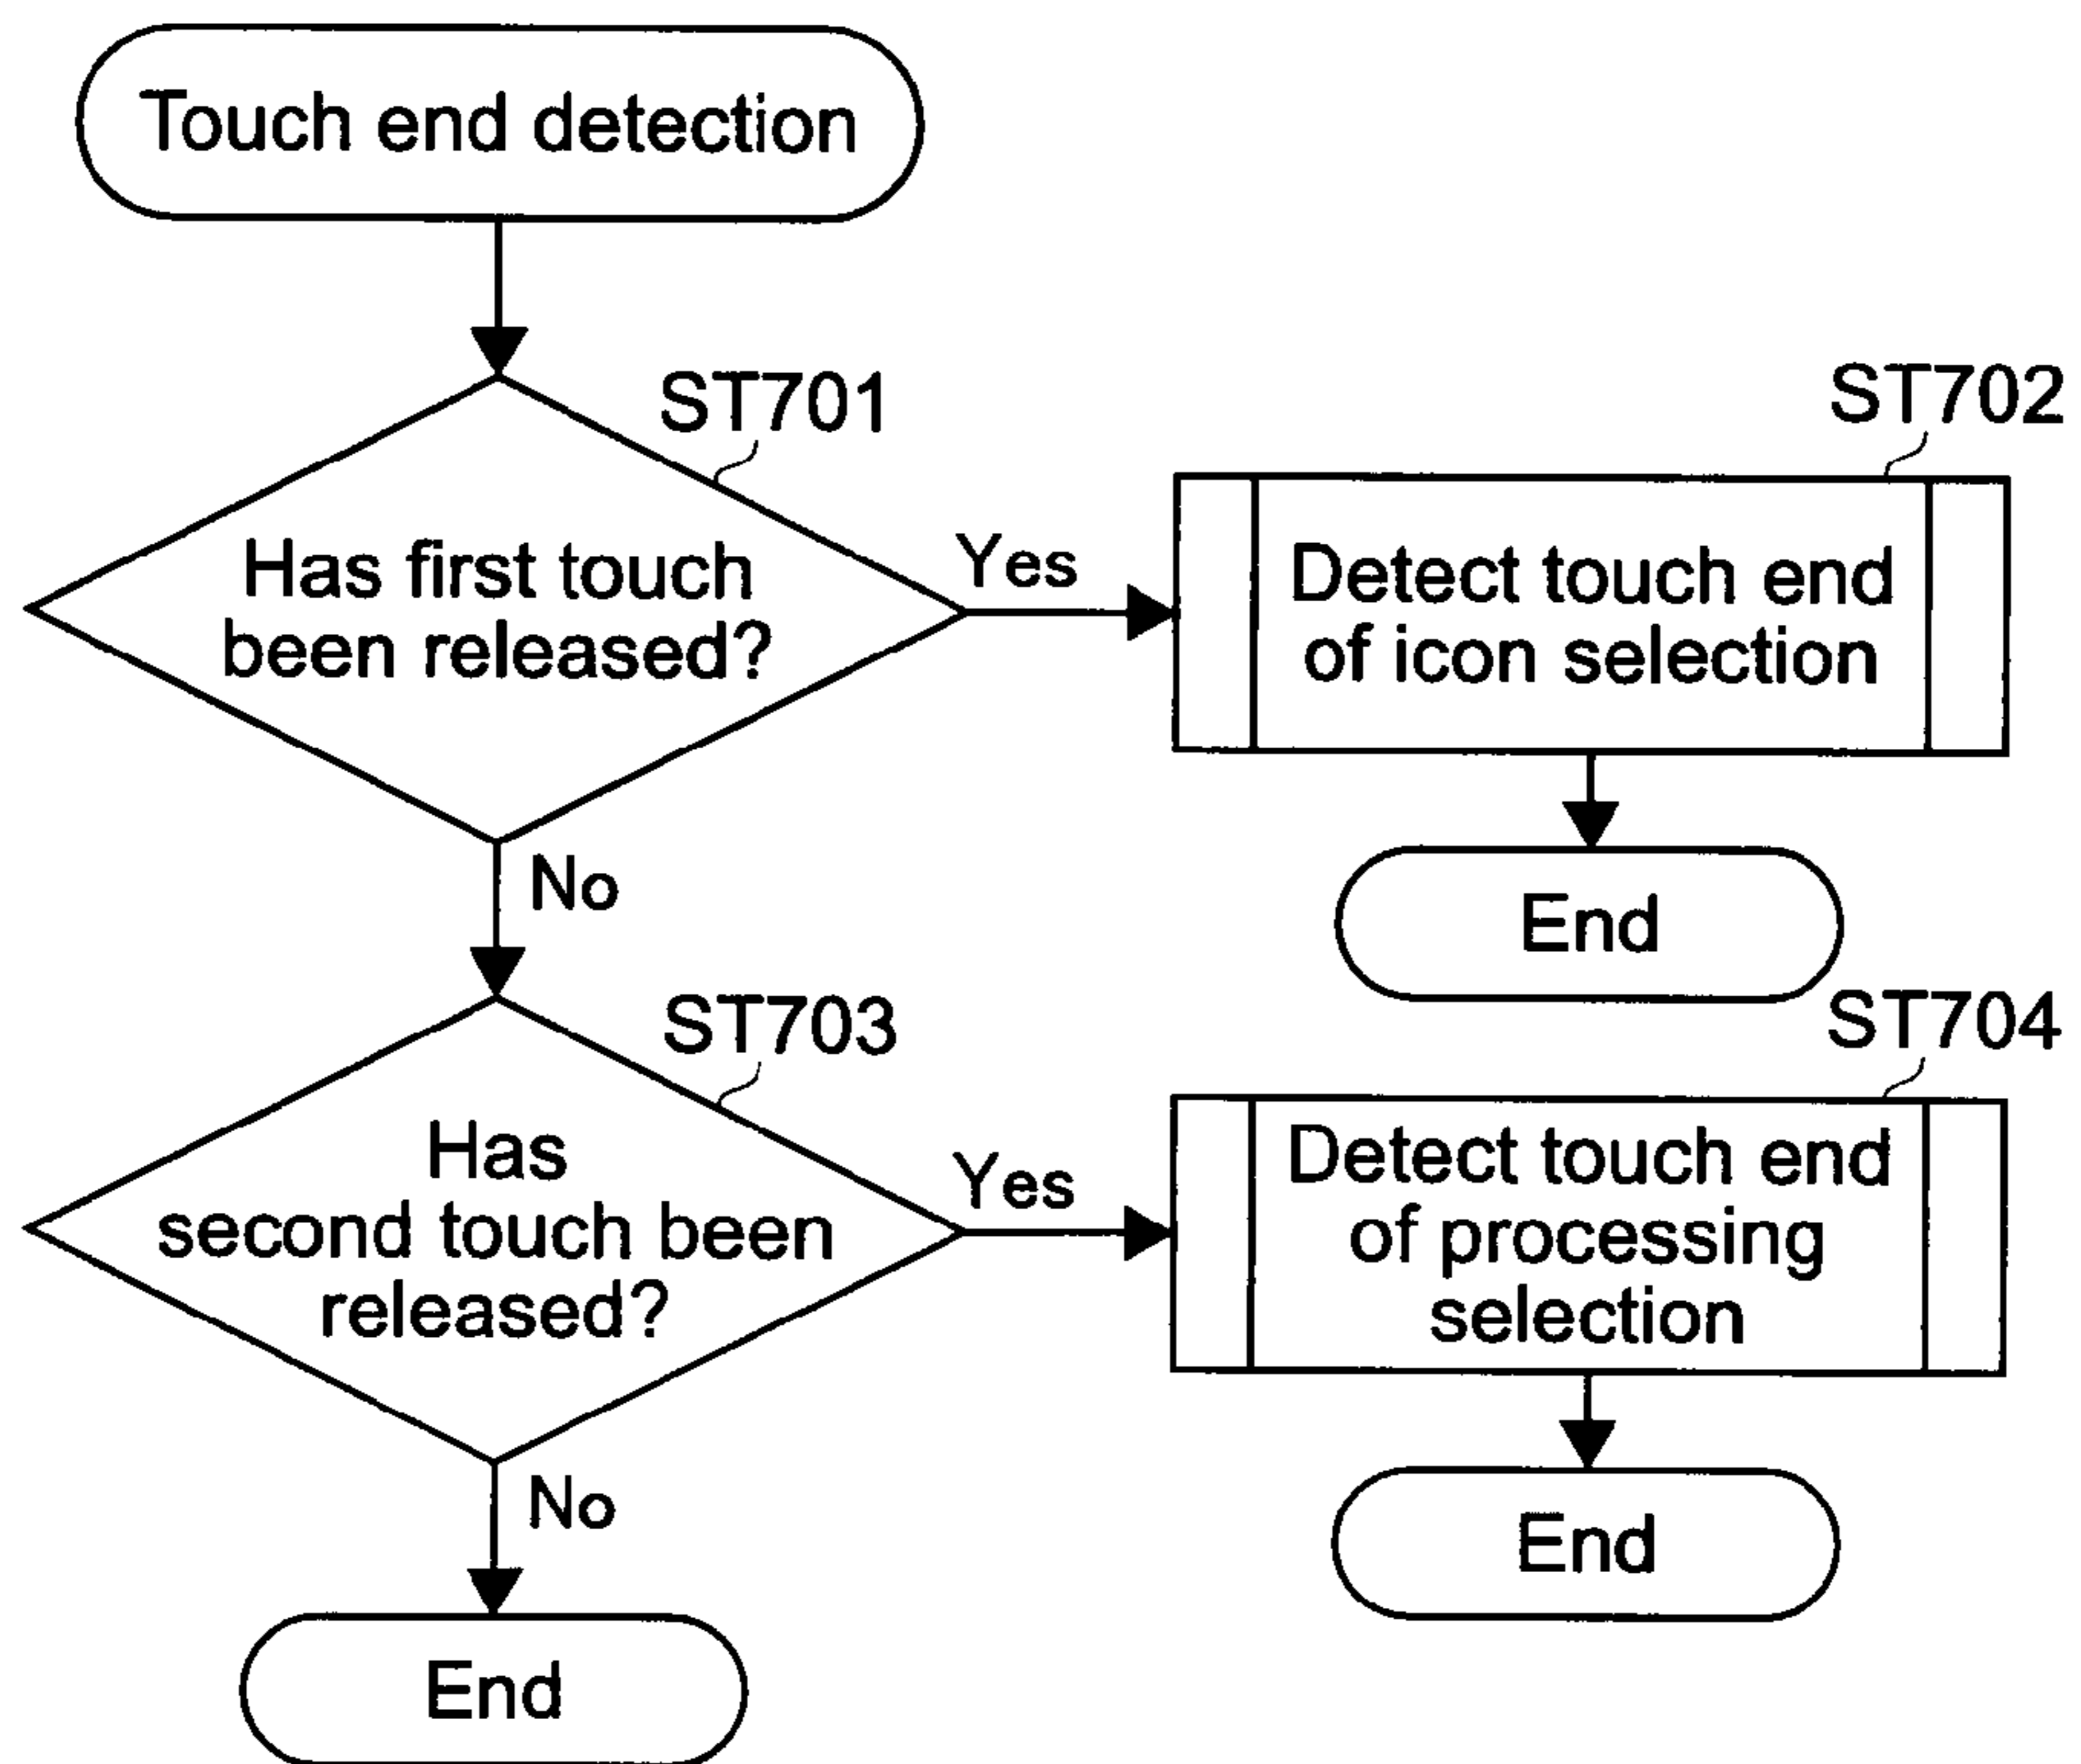 Touch end detection
ST701
Has first touch
been released?
Yes
ST702
Detect touch end
of icon selection
End
No
ST703
Has
second touch been
released?
Yes
ST704
Detect touch end
of processing
selection
End
No
End